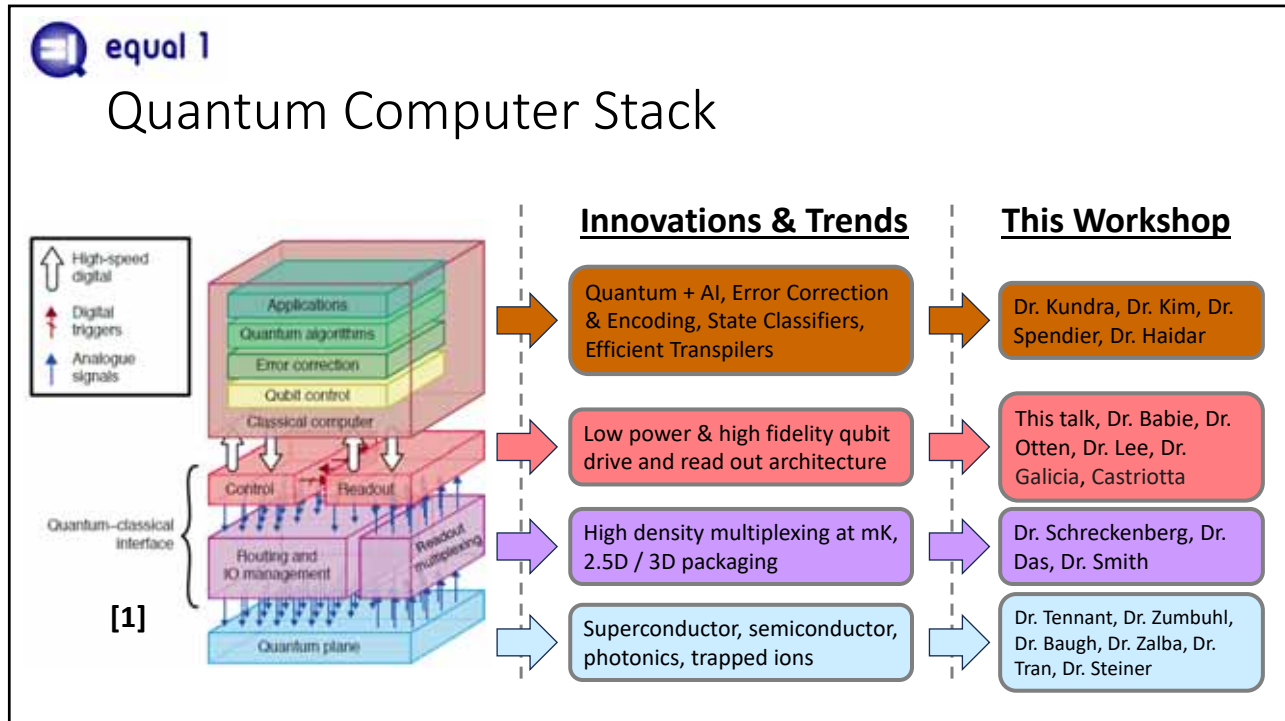 equal 1
Quantum Computer Stack
Innovations & Trends
This Workshop
High-speed
digital
Digital
triggers
Analogue
signals
Applications
Quantum algorithms
Error correction
Qubit control
Classical computer
Control
Readout
Quantum–classical
interface
Routing and
IO management
Readout
multiplexing
Quantum plane
[1]
Quantum + AI, Error Correction
& Encoding, State Classifiers,
Efficient Transpilers
Dr. Kundra, Dr. Kim, Dr.
Spendier, Dr. Haidar
Low power & high fidelity qubit
drive and read out architecture
This talk, Dr. Babie, Dr.
Otten, Dr. Lee, Dr.
Galicia, Castriotta
High density multiplexing at mK,
2.5D / 3D packaging
Dr. Schreckenberg, Dr.
Das, Dr. Smith
Superconductor, semiconductor,
photonics, trapped ions
Dr. Tennant, Dr. Zumbuhl,
Dr. Baugh, Dr. Zalba, Dr.
Tran, Dr. Steiner